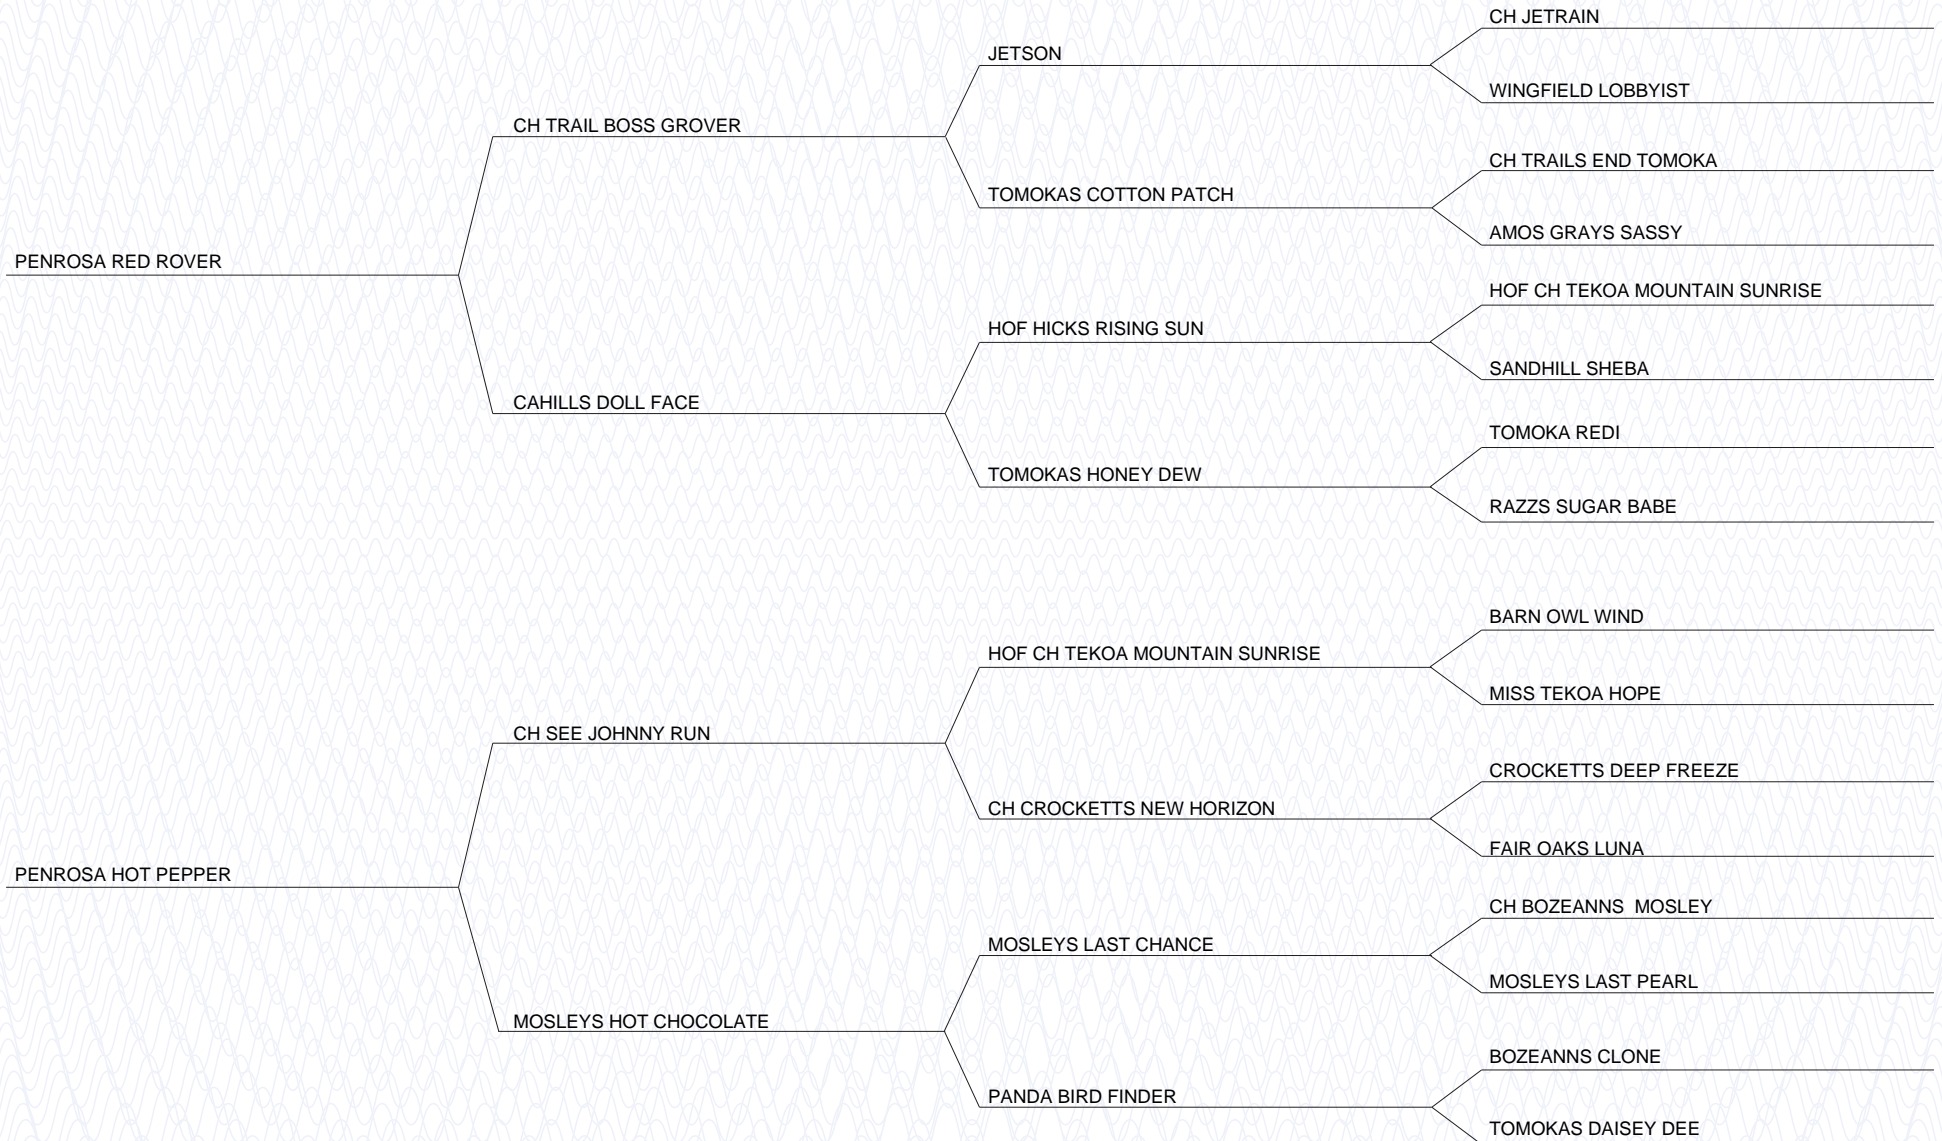 CH JETRAIN
JETSON
WINGFIELD LOBBYIST
CH TRAIL BOSS GROVER
CH TRAILS END TOMOKA
TOMOKAS COTTON PATCH
AMOS GRAYS SASSY
PENROSA RED ROVER
HOF CH TEKOA MOUNTAIN SUNRISE
HOF HICKS RISING SUN
SANDHILL SHEBA
CAHILLS DOLL FACE
TOMOKA REDI
TOMOKAS HONEY DEW
RAZZS SUGAR BABE
BARN OWL WIND
HOF CH TEKOA MOUNTAIN SUNRISE
MISS TEKOA HOPE
CH SEE JOHNNY RUN
CROCKETTS DEEP FREEZE
CH CROCKETTS NEW HORIZON
FAIR OAKS LUNA
PENROSA HOT PEPPER
CH BOZEANNS  MOSLEY
MOSLEYS LAST CHANCE
MOSLEYS LAST PEARL
MOSLEYS HOT CHOCOLATE
BOZEANNS CLONE
PANDA BIRD FINDER
TOMOKAS DAISEY DEE